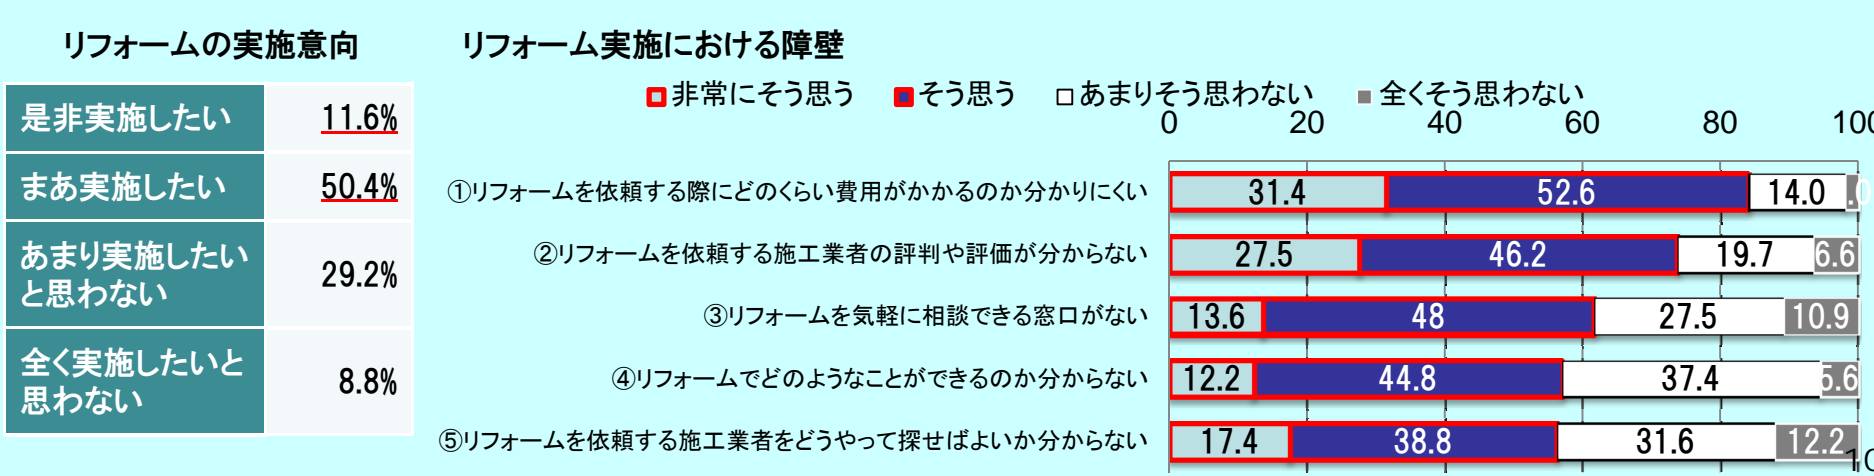 リフォームの実施意向
是非実施したい 11.6%
まあ実施したい 50.4%
あまり実施したい
と思わない 29.2%
全く実施したいと
思わない 8.8%
リフォーム実施における障壁
非常にそう思う そう思う あまりそう思わない 全くそう思わない
0 20 40 60 80 100
①リフォームを依頼する際にどのくらい費用がかかるのか分かりにくい 31.4 52.6 14.0 .0
②リフォームを依頼する施工業者の評判や評価が分からない 27.5 46.2 19.7 6.6
③リフォームを気軽に相談できる窓口がない 13.6 48 27.5 10.9
④リフォームでどのようなことができるのか分からない 12.2 44.8 37.4 5.6
⑤リフォームを依頼する施工業者をどうやって探せばよいか分からない 17.4 38.8 31.6 12.2
10